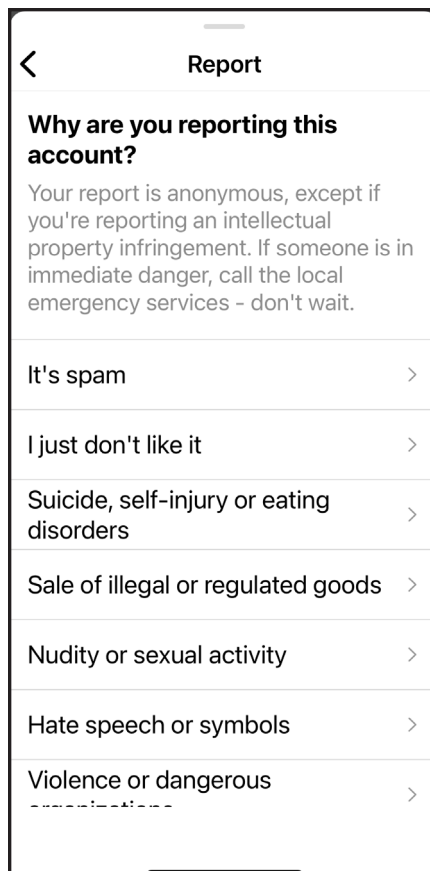 Report
Why are you reporting this
account?
Your report is anonymous, except if
you're reporting an intellectual
property infringement. If someone is in
immediate danger, call the local
emergency services - don't wait.
It's spam
I just don't like it
Suicide, self-injury or eating
disorders
Sale of illegal or regulated goods
Nudity or sexual activity
Hate speech or symbols
Violence or dangerous
organizations